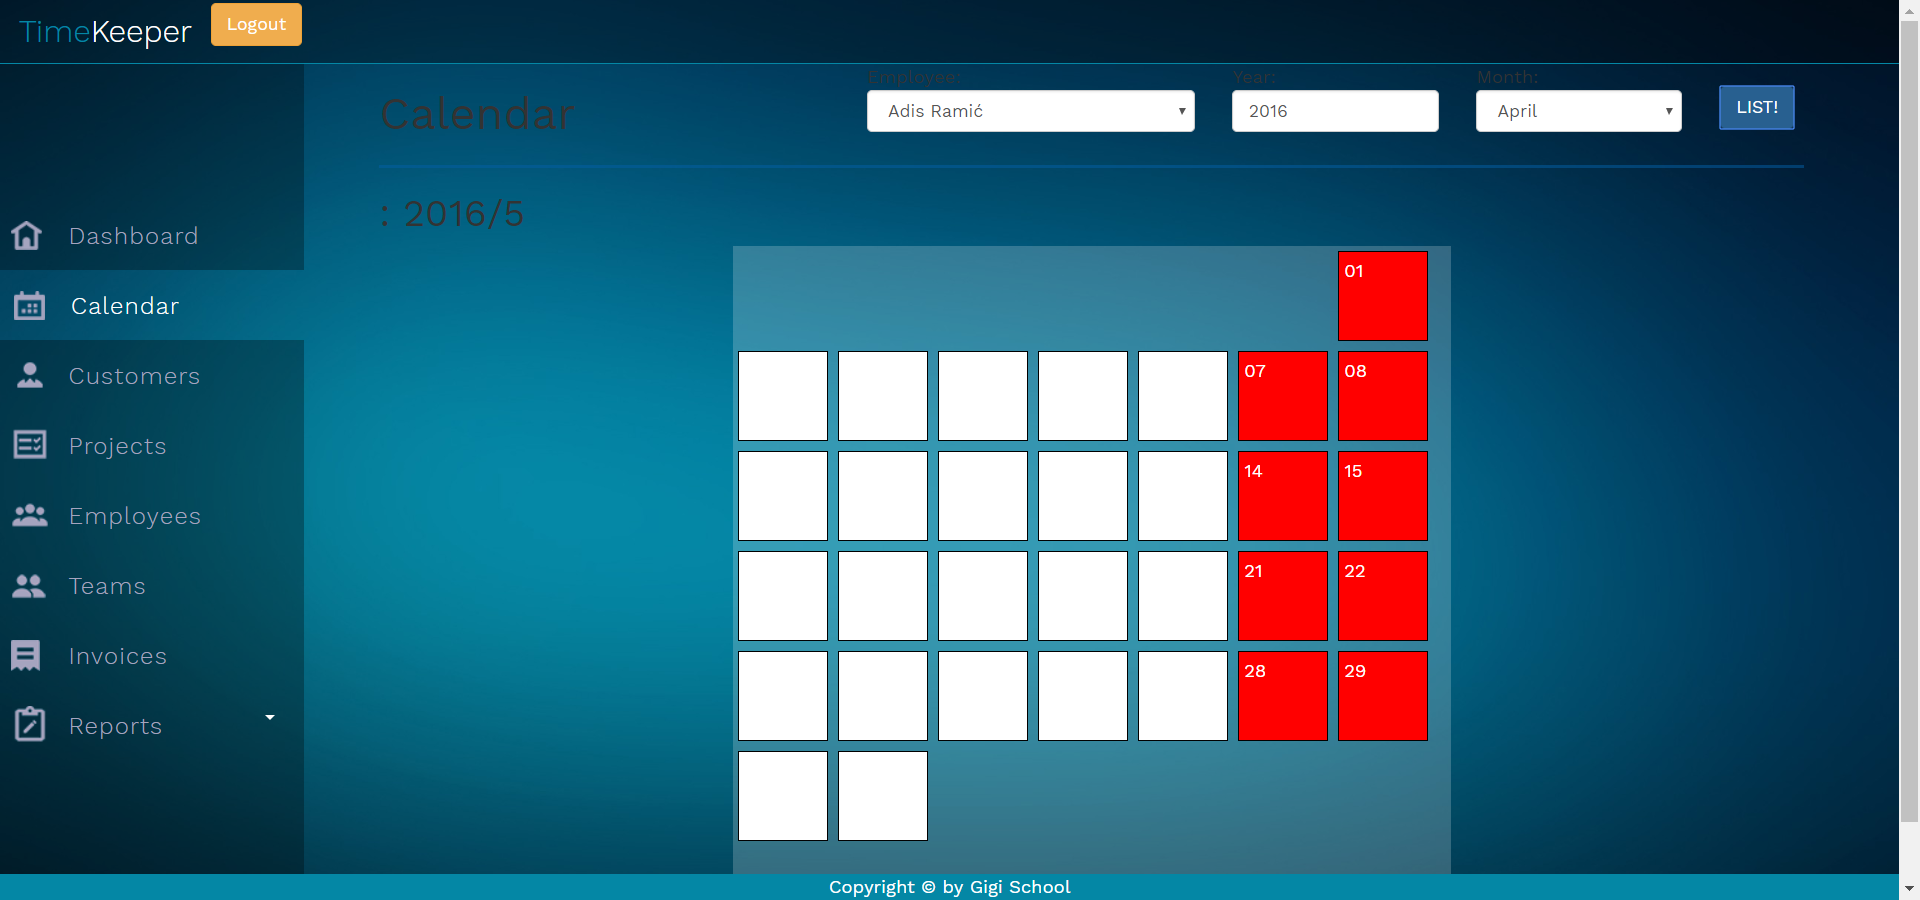 TimeKeeper
Logout
Employee:
Year:
Month:
Calendar
Adis Ramić
2016
April
LIST!
: 2016/5
Dashboard
Calendar
Customers
Projects
Employees
Teams
Invoices
Reports
01
07
08
14
15
21
22
28
29
Copyright © by Gigi School